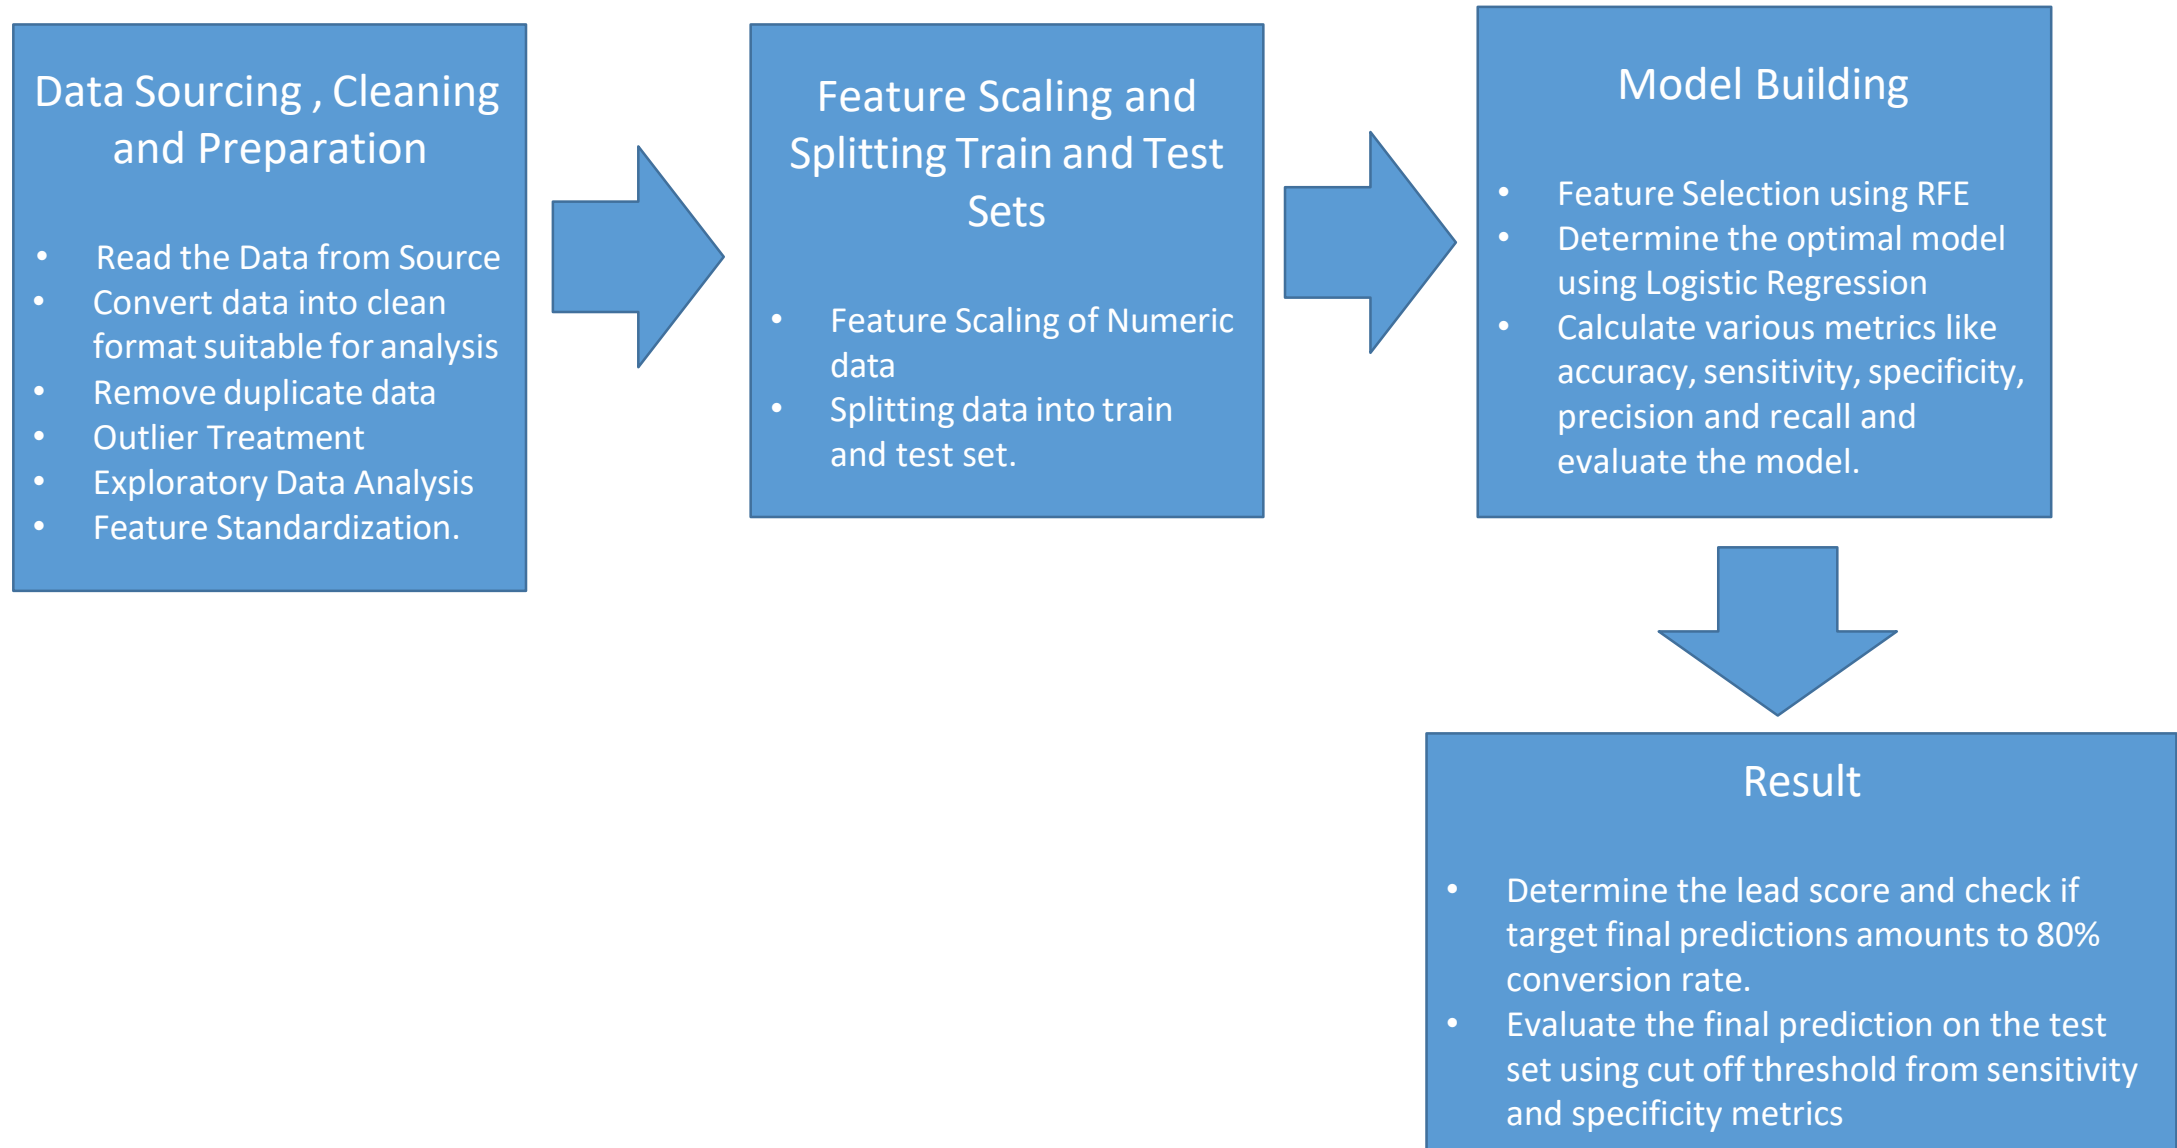 Data Sourcing , Cleaning
and Preparation
• Read the Data from Source
• Convert data into clean
format suitable for analysis
• Remove duplicate data
• Outlier Treatment
• Exploratory Data Analysis
• Feature Standardization.
Feature Scaling and
Splitting Train and Test
Sets
• Feature Scaling of Numeric
data
• Splitting data into train
and test set.
Model Building
• Feature Selection using RFE
• Determine the optimal model
using Logistic Regression
• Calculate various metrics like
accuracy, sensitivity, specificity,
precision and recall and
evaluate the model.
Result
• Determine the lead score and check if
target final predictions amounts to 80%
conversion rate.
• Evaluate the final prediction on the test
set using cut off threshold from sensitivity
and specificity metrics